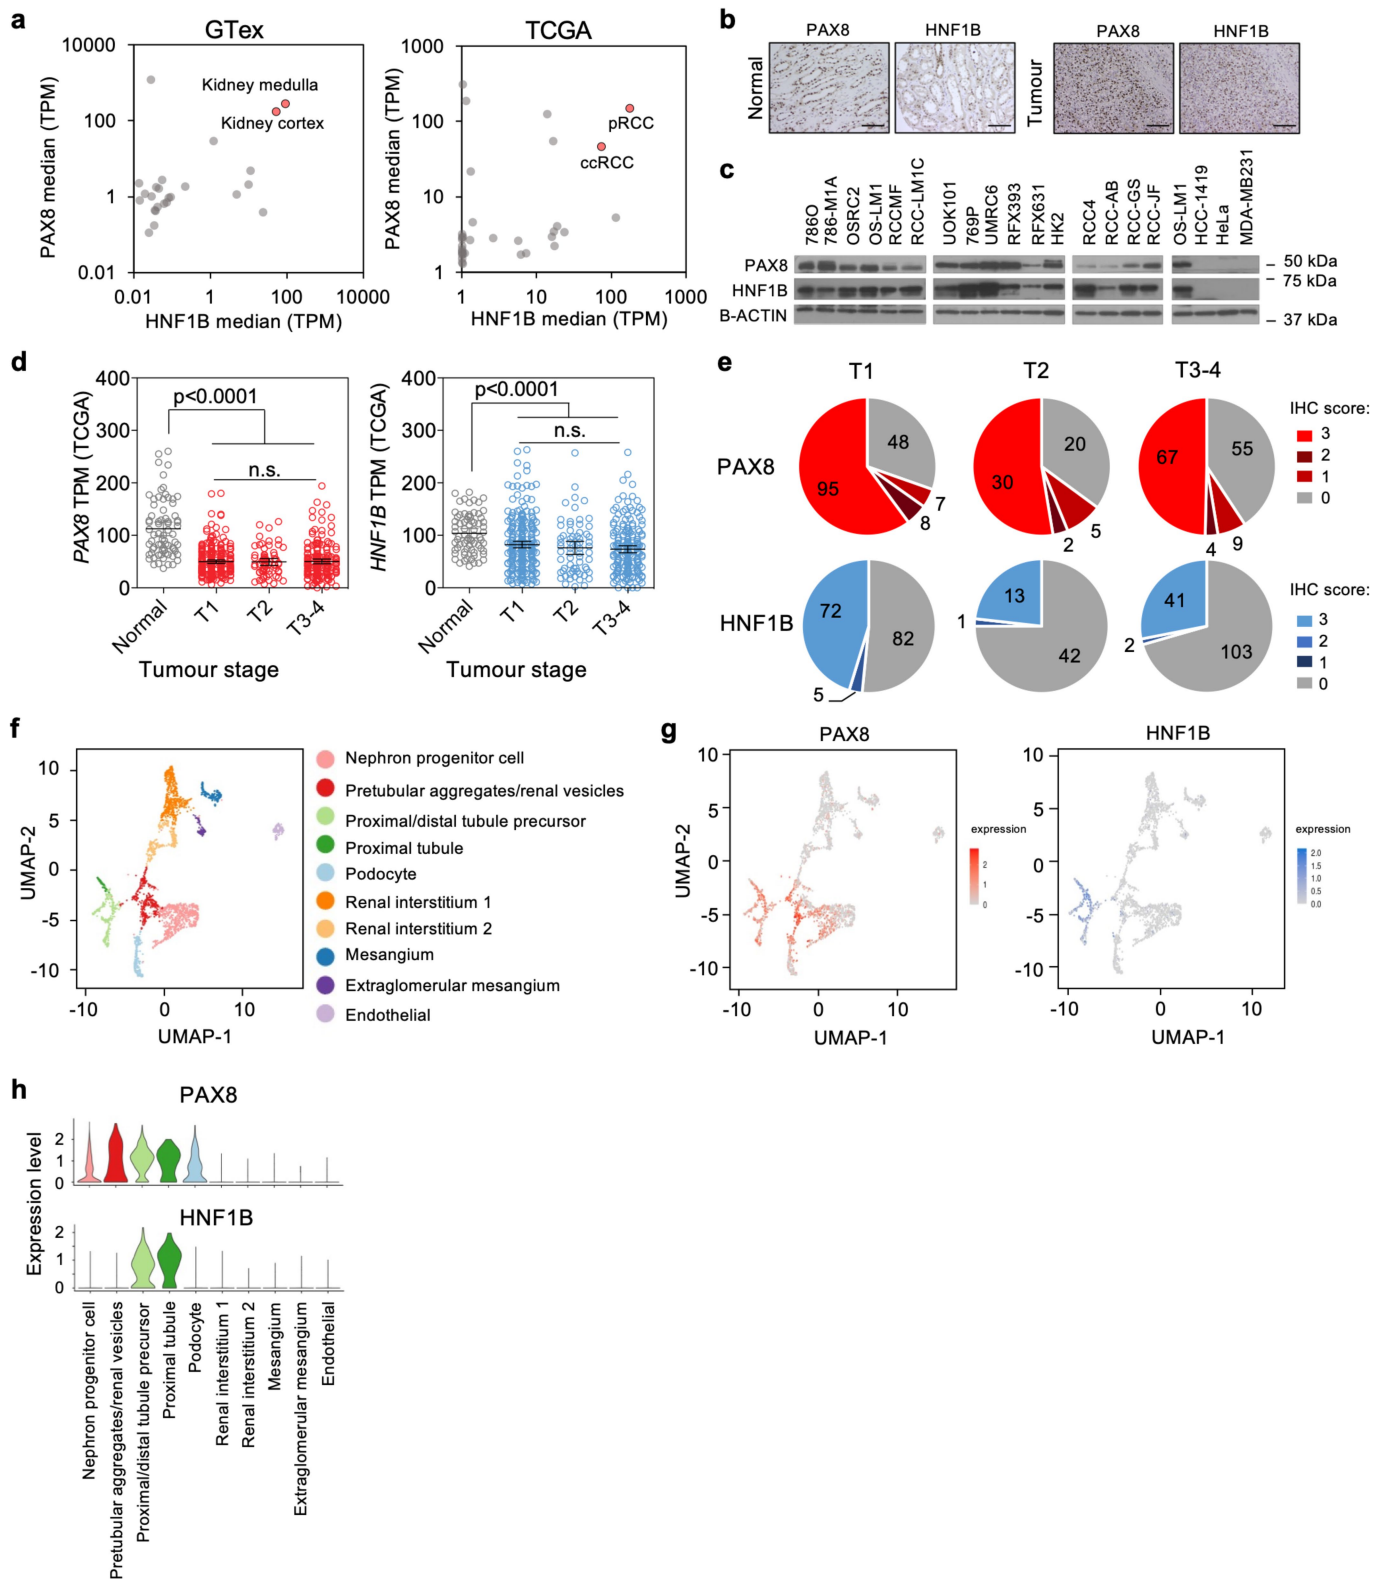 a
GTex
PAX8 median (TPM)
10000
100
1
0.01
Kidney medulla
Kidney cortex
0.01
1
100
10000
HNF1B median (TPM)
TCGA
PAX8 median (TPM)
1000
100
10
1
pRCC
ccRCC
1
10
100
1000
HNF1B median (TPM)
b
PAX8
HNF1B
Normal
PAX8
HNF1B
Tumour
c
786O
786-M1A
OSRC2
OS-LM1
RCCMF
RCC-LM1C
UOK101
769P
UMRC6
RFX393
RFX631
HK2
RCC4
RCC-AB
RCC-GS
RCC-JF
OS-LM1
HCC-1419
HeLa
MDA-MB231
PAX8
HNF1B
B-ACTIN
50 kDa
75 kDa
37 kDa
d
PAX8 TPM (TCGA)
400
300
200
100
0
p<0.0001
n.s.
Normal
T1
T2
T3-4
Tumour stage
HNF1B TPM (TCGA)
400
300
200
100
0
p<0.0001
n.s.
Normal
T1
T2
T3-4
Tumour stage
e
T1
T2
T3-4
PAX8
48
95
7
8
20
30
5
2
55
67
9
4
IHC score:
3
2
1
0
HNF1B
72
82
5
13
1
42
41
2
103
IHC score:
3
2
1
0
f
UMAP-2
10
5
0
-5
-10
-10
0
10
UMAP-1
Nephron progenitor cell
Pretubular aggregates/renal vesicles
Proximal/distal tubule precursor
Proximal tubule
Podocyte
Renal interstitium 1
Renal interstitium 2
Mesangium
Extraglomerular mesangium
Endothelial
g
PAX8
UMAP-2
10
5
0
-5
-10
-10
0
10
UMAP-1
expression
2
1
0
HNF1B
10
5
0
-5
-10
-10
0
10
UMAP-1
expression
2.0
1.5
1.0
0.5
0.0
h
PAX8
Expression level
2
1
0
HNF1B
2
1
0
Nephron progenitor cell
Pretubular aggregates/renal vesicles
Proximal/distal tubule precursor
Proximal tubule
Podocyte
Renal interstitium 1
Renal interstitium 2
Mesangium
Extraglomerular mesangium
Endothelial